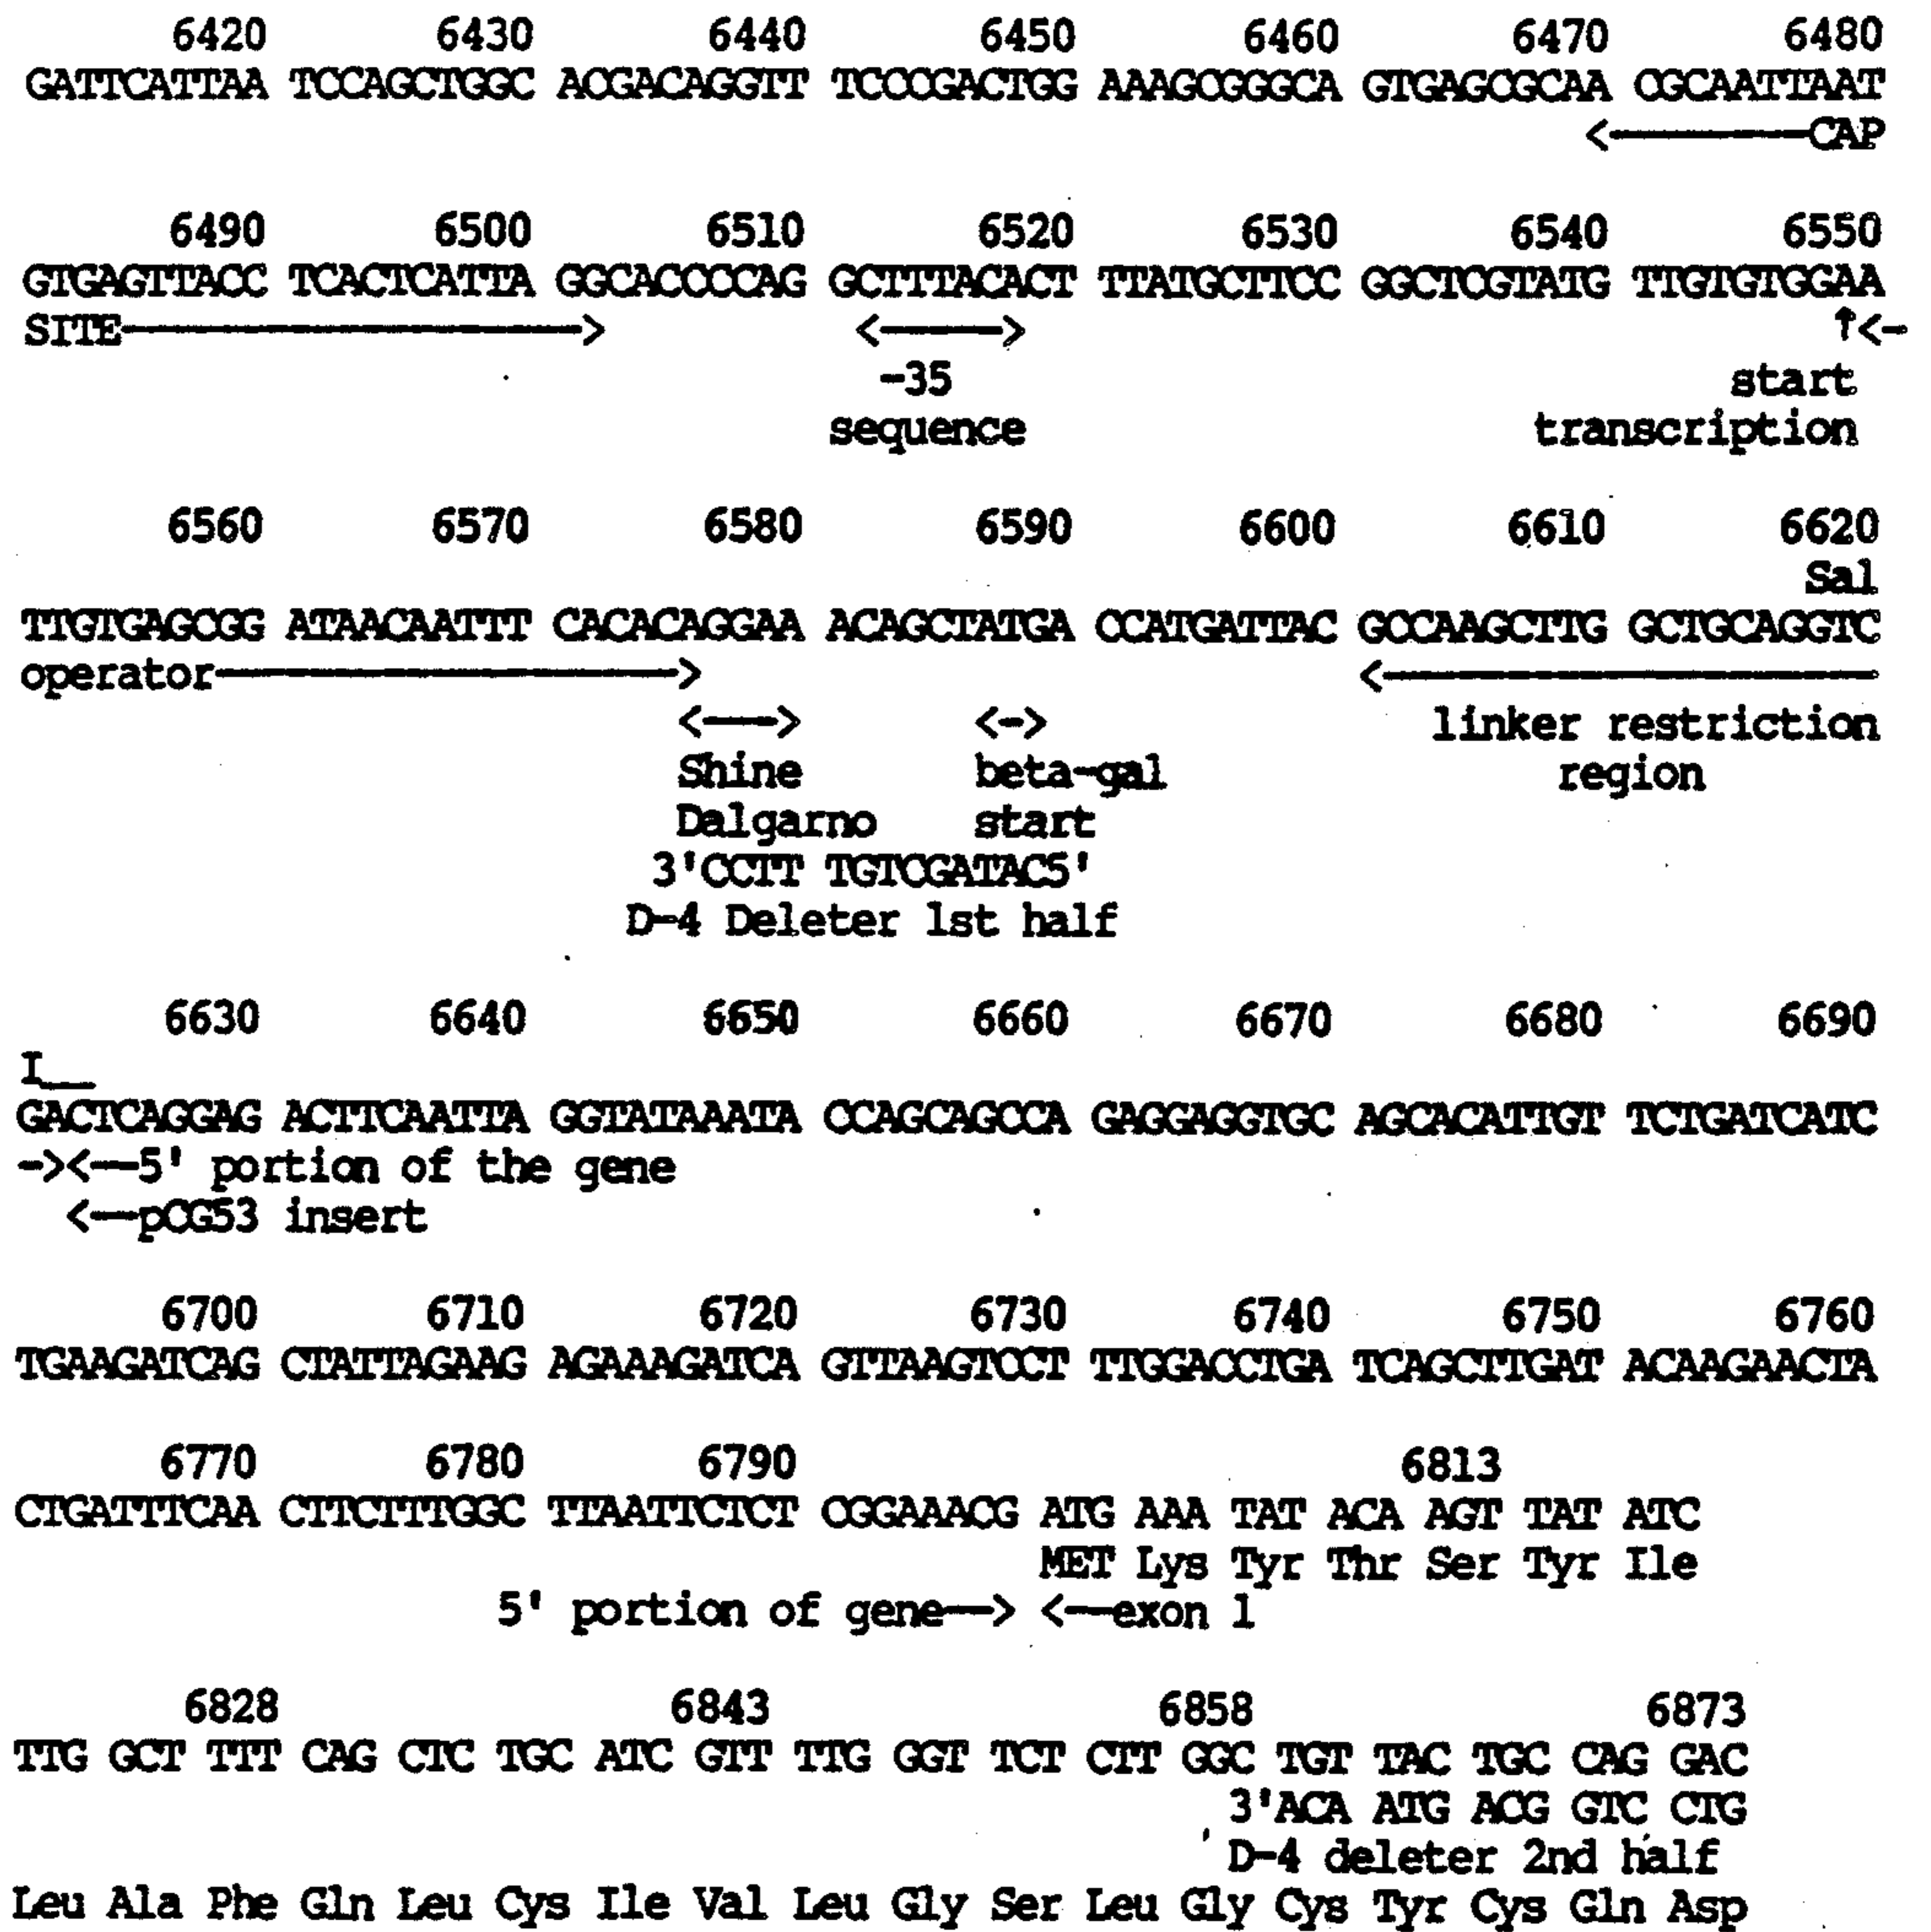 6420 6430 6440 6450 6460 6470 6480
GATTCATTAA TCCAGCTGGC ACGACAGGTT TCCCGACTGG AAAGCGGGCA GTGAGCGCAA CGCAATTAAT
<————CAP
6490 6500 6510 6520 6530 6540 6550
GTGAGTTACC TCACTCATTA GGCACCCCAG GCTTTACACT TTATGCTTCC GGCTCGTATG TTGTGTGGAA
SITE—————————> <———> ↑<-
-35 start
sequence transcription
6560 6570 6580 6590 6600 6610 6620
Sal
TTGTGAGCGG ATAACAATTT CACACAGGAA ACAGCTATGA CCATGATTAC GCCAAGCTTG GCTGCAGGTC
operator—————————> <——————————
<——> <-> linker restriction
Shine beta-gal region
Dalgarno start
3'CCTT TGTCGATAC5'
D-4 Deleter 1st half
6630 6640 6650 6660 6670 6680 6690
I__
GACTCAGGAG ACTTCAATTA GGTATAAATA CCAGCAGCCA GAGGAGGTGC AGCACATTGT TCTGATCATC
-><—5' portion of the gene
<—pCG53 insert
6700 6710 6720 6730 6740 6750 6760
TGAAGATCAG CTATTAGAAG AGAAAGATCA GTTAAGTCCT TTGGACCTGA TCAGCTTGAT ACAAGAACTA
6770 6780 6790 6813
CTGATTTCAA CTTCTTTGGC TTAATTCTCT CGGAAACG ATG AAA TAT ACA AGT TAT ATC
MET Lys Tyr Thr Ser Tyr Ile
5' portion of gene—> <—exon 1
6828 6843 6858 6873
TTG GCT TTT CAG CTC TGC ATC GTT TTG GGT TCT CTT GGC TGT TAC TGC CAG GAC
3'ACA ATG ACG GTC CTG
D-4 deleter 2nd half
Leu Ala Phe Gln Leu Cys Ile Val Leu Gly Ser Leu Gly Cys Tyr Cys Gln Asp